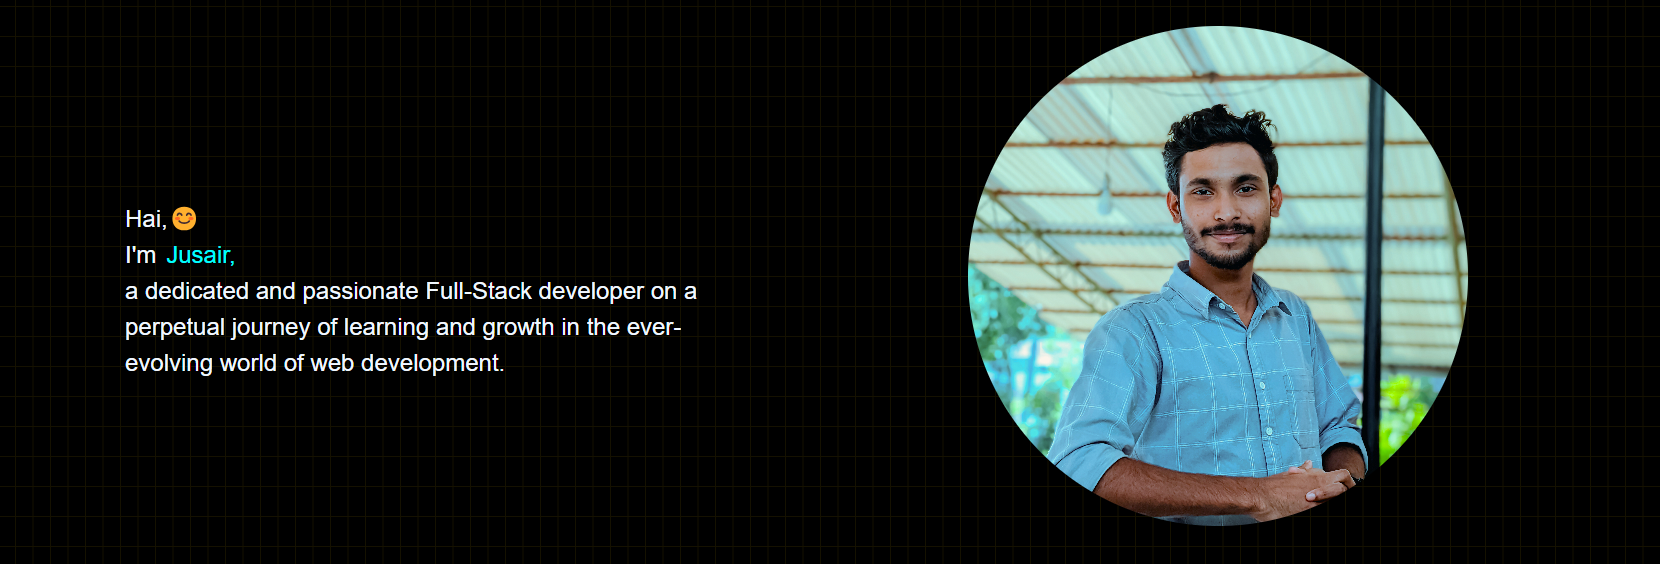 Hai,😊
I'm Jusair,
a dedicated and passionate Full-Stack developer on a
perpetual journey of learning and growth in the ever-
evolving world of web development.